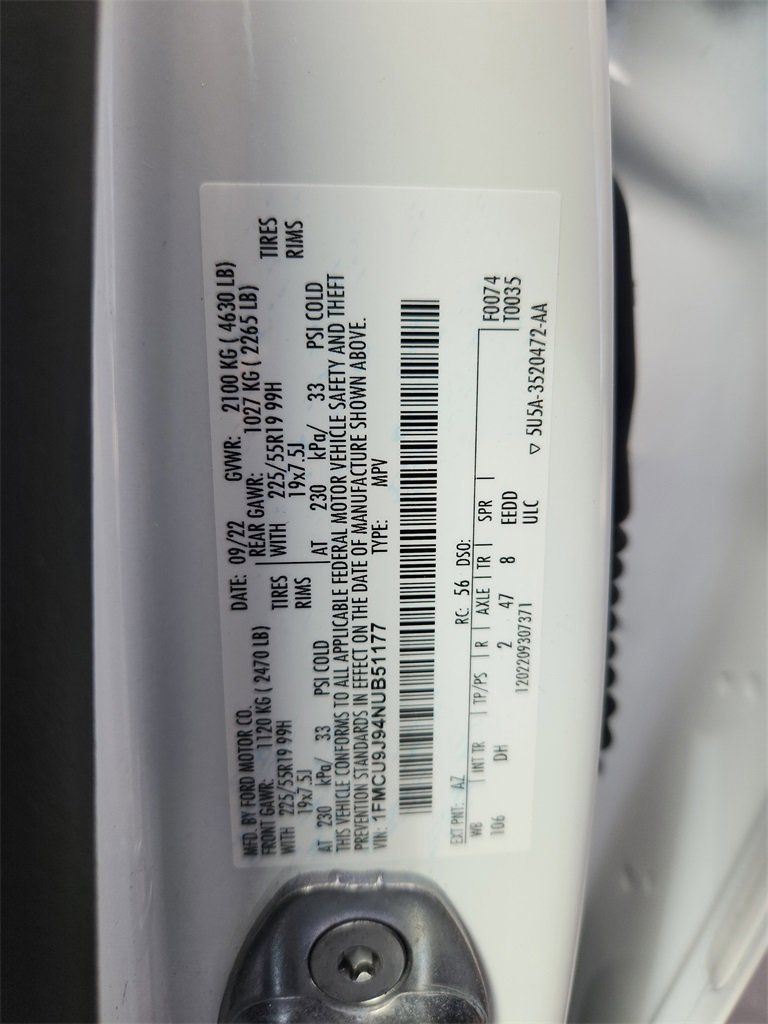 MFD. BY FORD MOTOR CO. DATE: 09/22 GVWR: 2100 KG ( 4630 LB)
FRONT GAWR: 1120 KG ( 2470 LB) REAR GAWR: 1027 KG ( 2265 LB)
WITH 225/55R19 99H TIRES WITH 225/55R19 99H TIRES
19x7.5J RIMS 19x7.5J RIMS
AT 230 kPa/ 33 PSI COLD AT 230 kPa/ 33 PSI COLD
THIS VEHICLE CONFORMS TO ALL APPLICABLE FEDERAL MOTOR VEHICLE SAFETY AND THEFT
PREVENTION STANDARDS IN EFFECT ON THE DATE OF MANUFACTURE SHOWN ABOVE.
VIN: 1FMCU9J94NUB51177 TYPE: MPV
EXT PNT: AZ RC: 56 DSO:
WB INT TR TP/PS R AXLE TR SPR F0074
106 DH 2 47 8 EEDD T0035
1202209307371 ULC ▽ 5U5A-3520472-AA